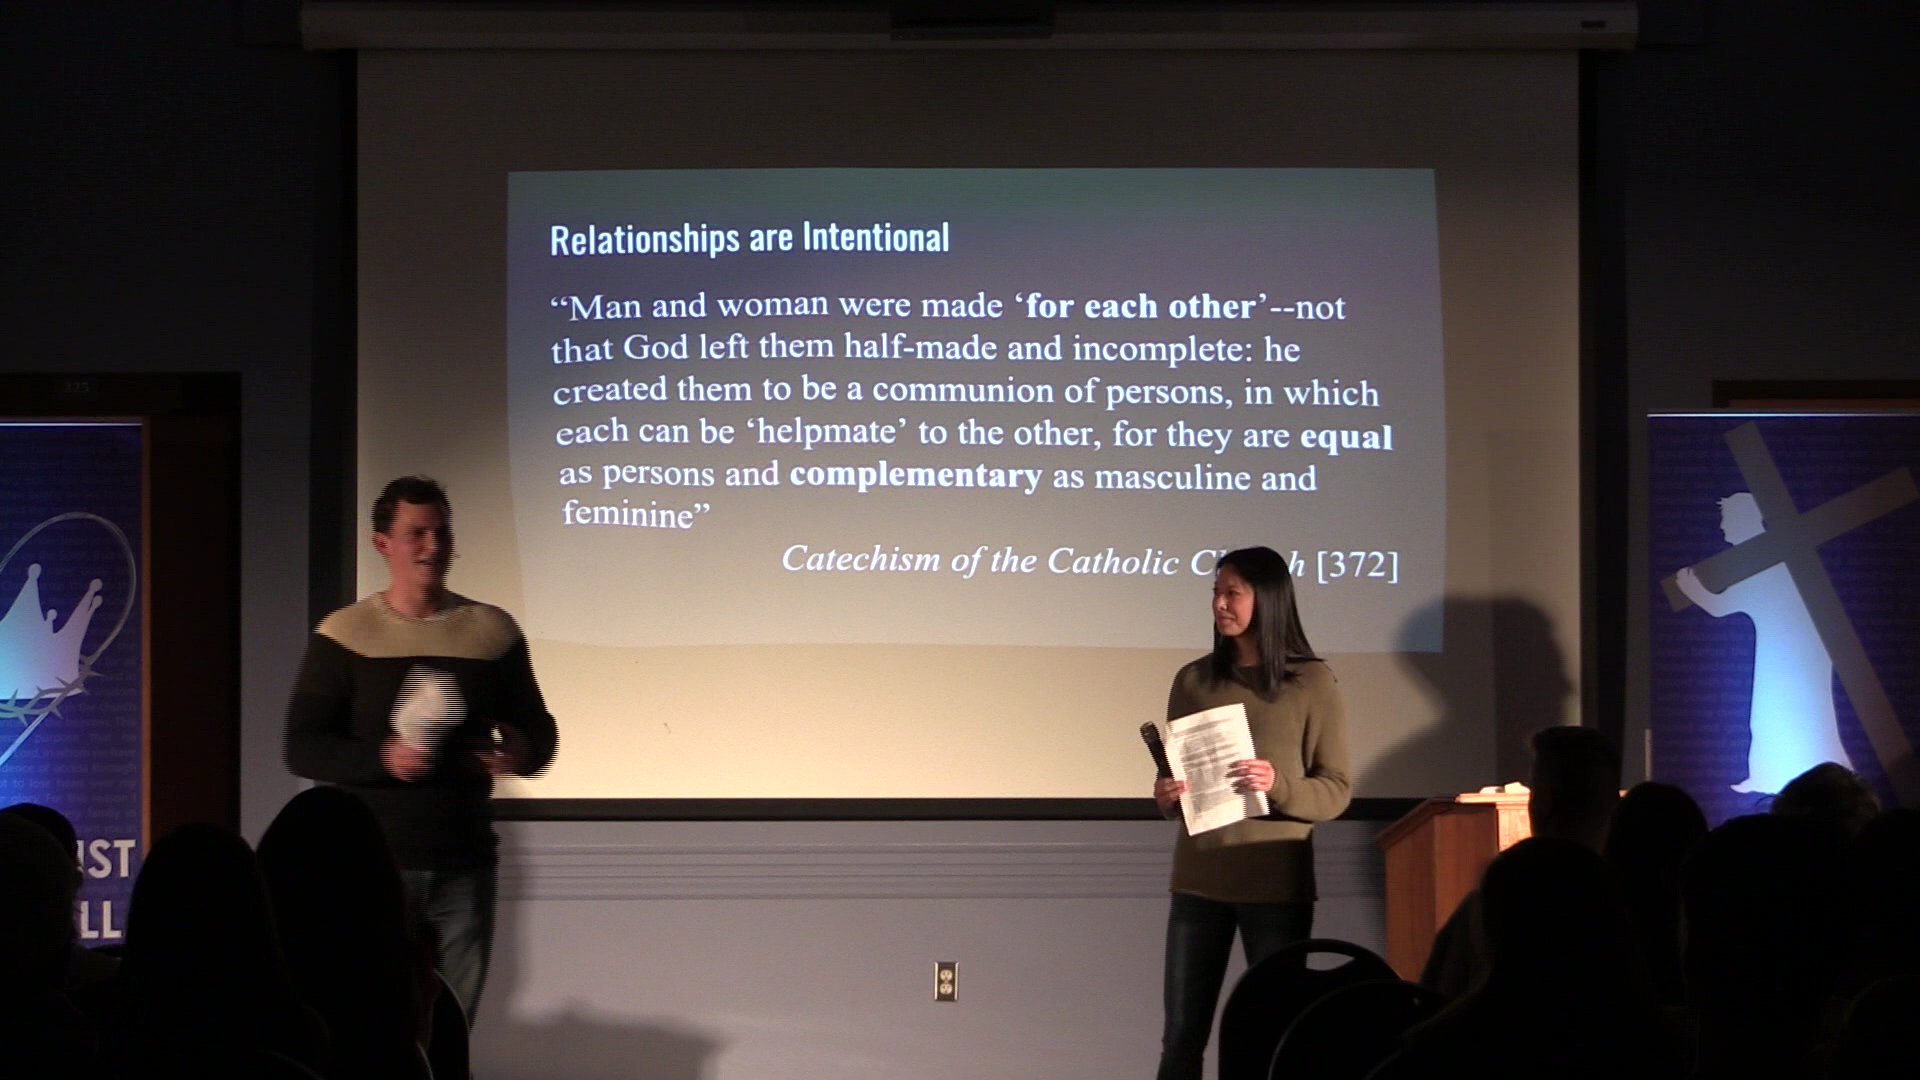 Relationships are Intentional
“Man and woman were made ‘for each other’--not
that God left them half-made and incomplete: he
created them to be a communion of persons, in which
each can be ‘helpmate’ to the other, for they are equal
as persons and complementary as masculine and
feminine”
Catechism of the Catholic C h [372]
225
IST
LL